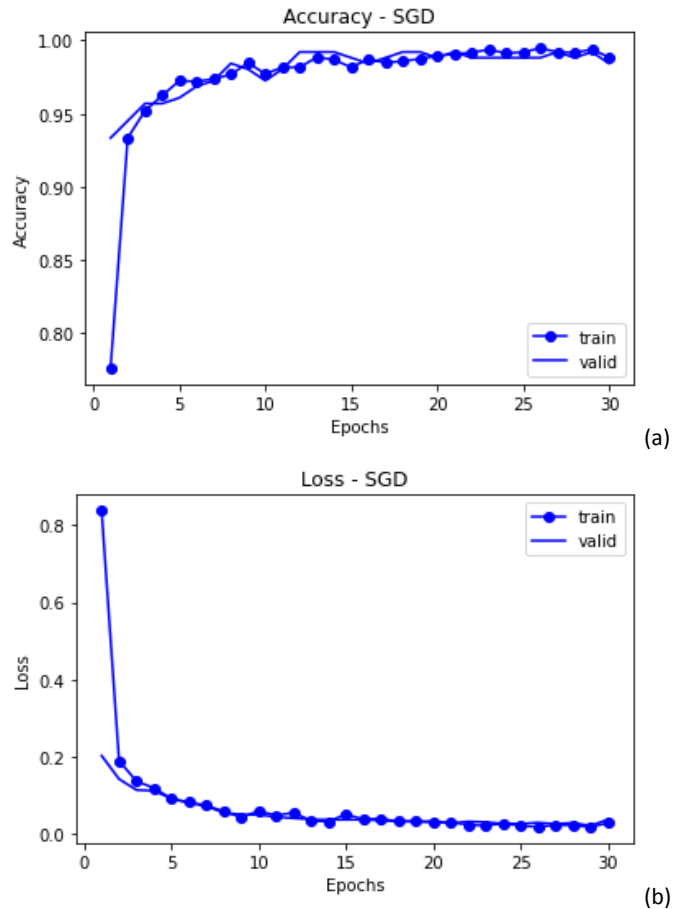 Accuracy - SGD
1.00
0.95
0.90
0.85
0.80
Accuracy
train
valid
0 5 10 15 20 25 30
Epochs
(a)
Loss - SGD
0.8
0.6
0.4
0.2
0.0
Loss
train
valid
0 5 10 15 20 25 30
Epochs
(b)